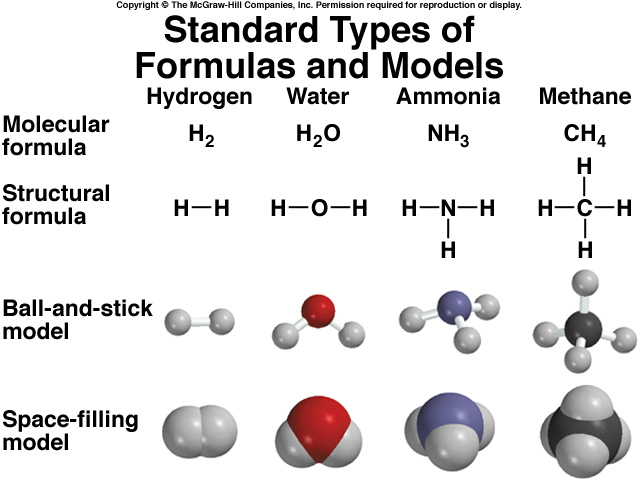 Copyright © The McGraw-Hill Companies, Inc. Permission required for reproduction or display.
Standard Types of
Formulas and Models
Hydrogen Water Ammonia Methane
Molecular
formula
H₂ H₂O NH₃ CH₄
Structural
formula
H
H—H H—O—H H—N—H H—C—H
H H
Ball-and-stick
model
Space-filling
model